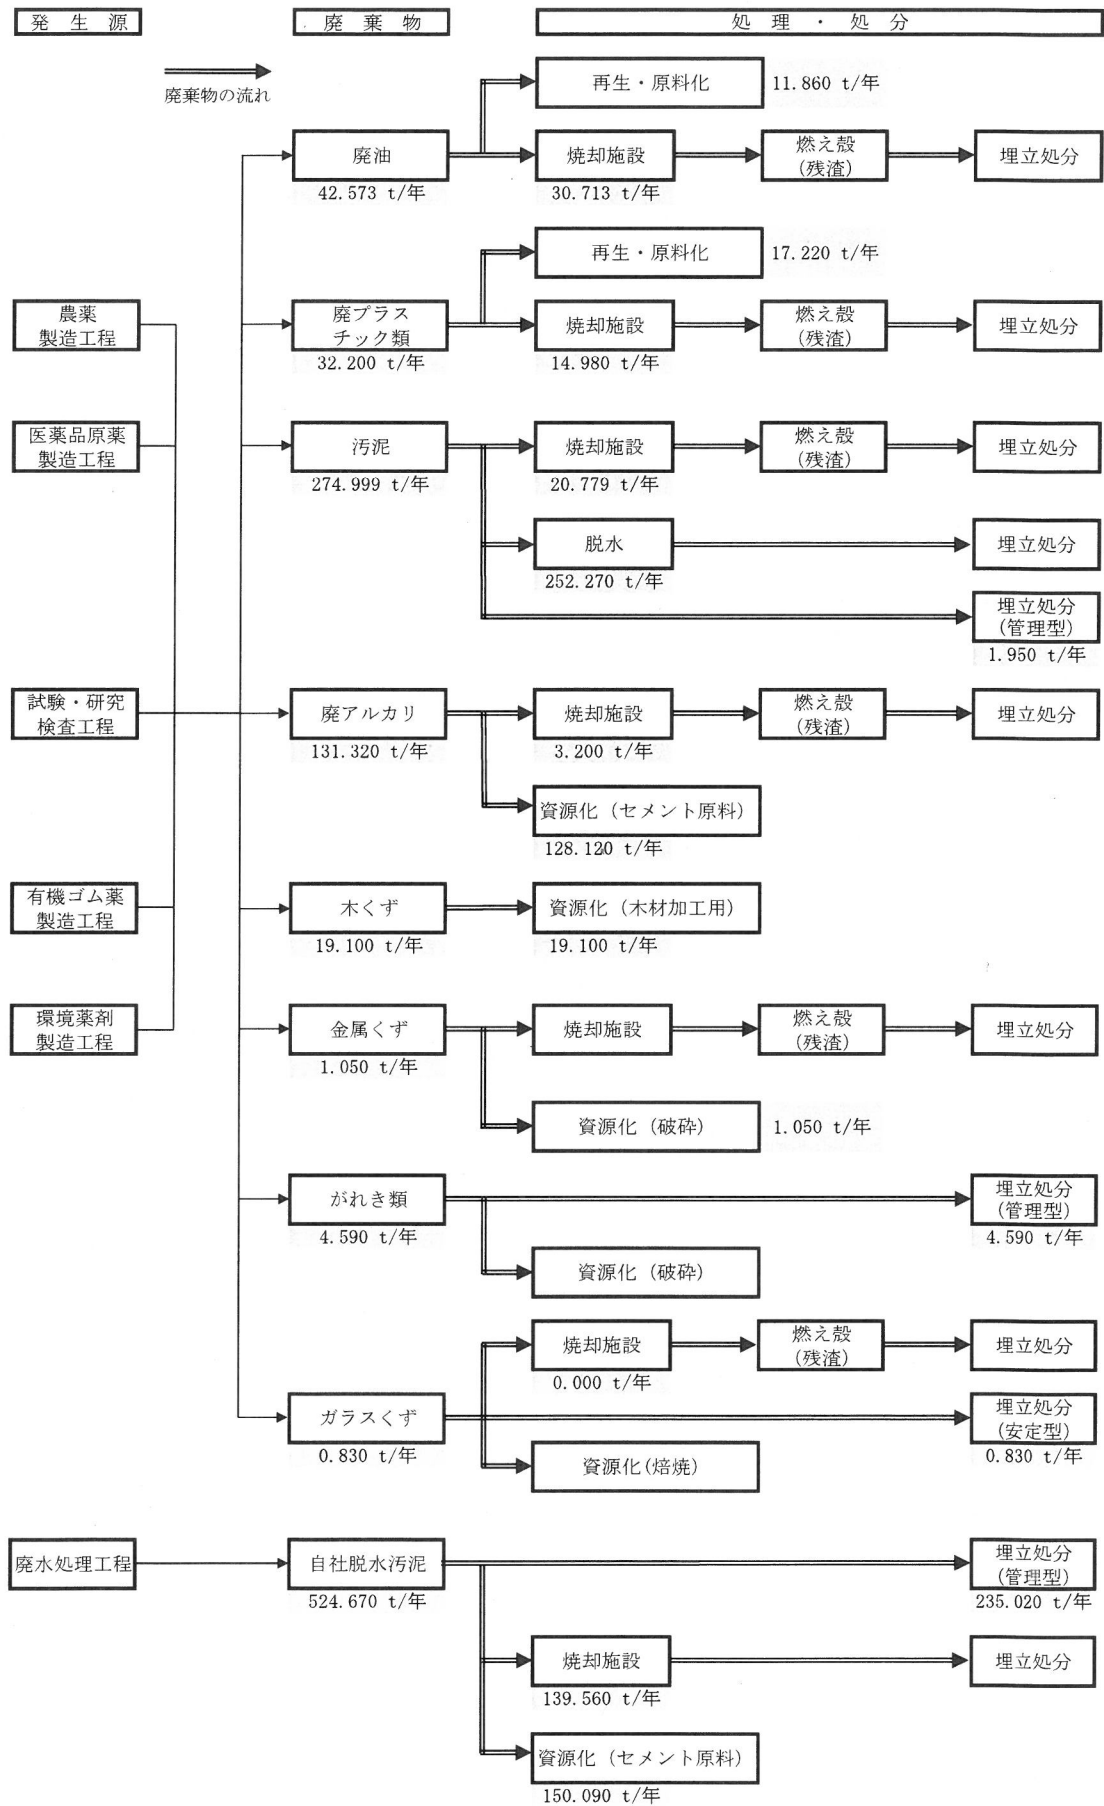 発生源
廃棄物
処理・処分
廃棄物の流れ
再生・原料化
11.860 t/年
廃油
42.573 t/年
焼却施設
30.713 t/年
燃え殻
(残渣)
埋立処分
再生・原料化
17.220 t/年
農薬
製造工程
廃プラス
チック類
32.200 t/年
焼却施設
14.980 t/年
燃え殻
(残渣)
埋立処分
医薬品原薬
製造工程
汚泥
274.999 t/年
焼却施設
20.779 t/年
燃え殻
(残渣)
埋立処分
脱水
252.270 t/年
埋立処分
埋立処分
(管理型)
1.950 t/年
試験・研究
検査工程
廃アルカリ
131.320 t/年
焼却施設
3.200 t/年
燃え殻
(残渣)
埋立処分
資源化（セメント原料）
128.120 t/年
有機ゴム薬
製造工程
木くず
19.100 t/年
資源化（木材加工用）
19.100 t/年
環境薬剤
製造工程
金属くず
1.050 t/年
焼却施設
燃え殻
(残渣)
埋立処分
資源化（破砕）
1.050 t/年
がれき類
4.590 t/年
埋立処分
(管理型)
4.590 t/年
資源化（破砕）
焼却施設
0.000 t/年
燃え殻
(残渣)
埋立処分
ガラスくず
0.830 t/年
埋立処分
(安定型)
0.830 t/年
資源化(焙焼)
廃水処理工程
自社脱水汚泥
524.670 t/年
埋立処分
(管理型)
235.020 t/年
焼却施設
139.560 t/年
埋立処分
資源化（セメント原料）
150.090 t/年